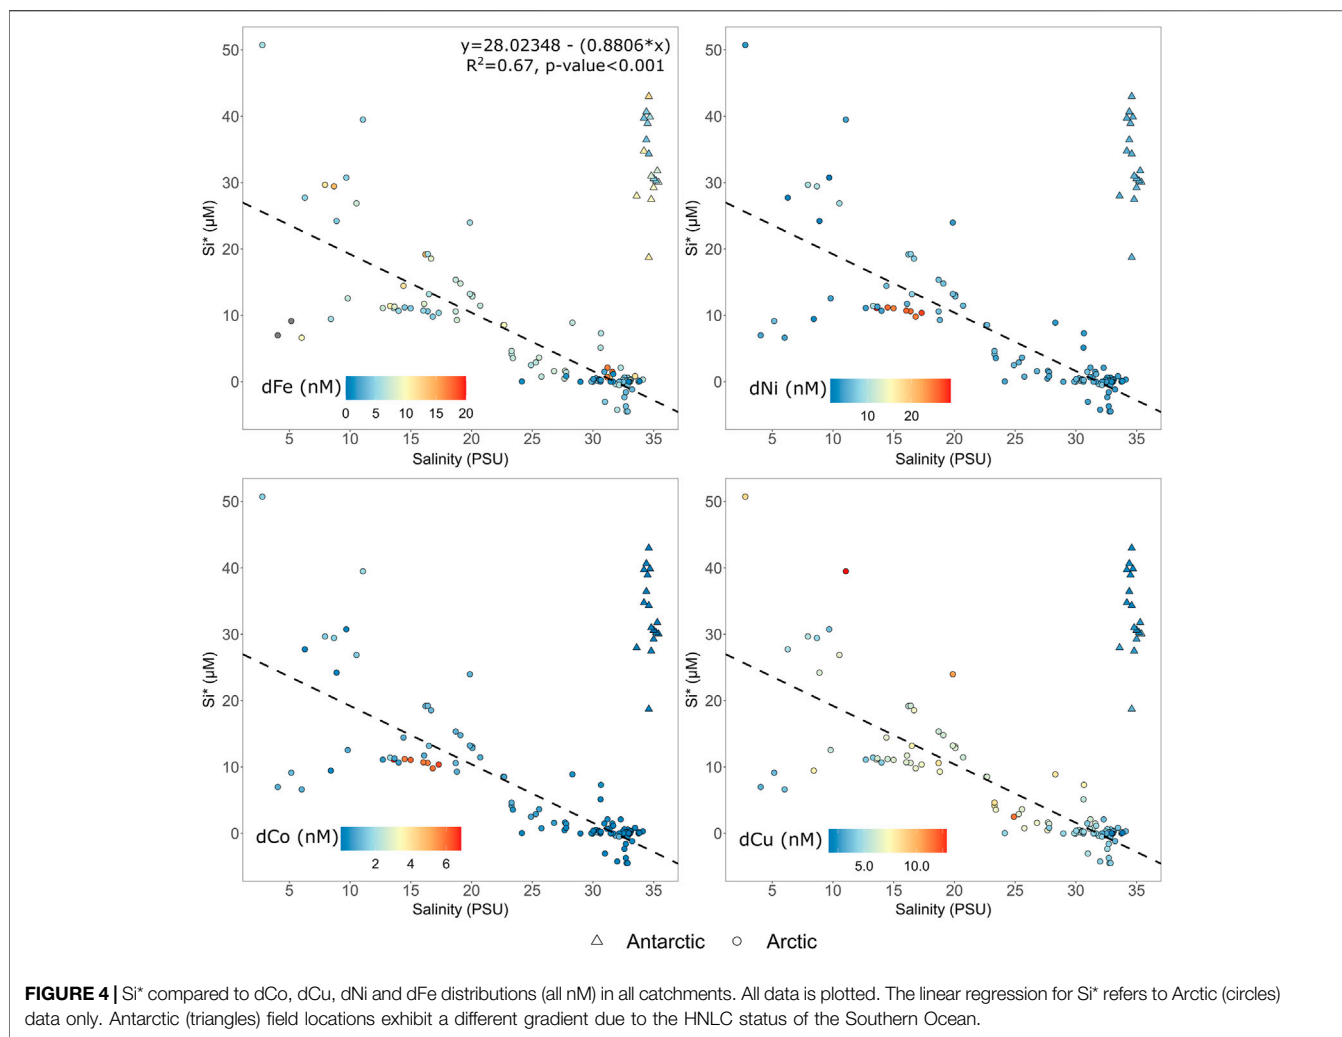 y=28.02348 - (0.8806*x)
R²=0.67, p-value<0.001
50
40
30
20
10
0
Si* (µM)
dFe (nM)
0 5 10 15 20
5 10 15 20 25 30 35
Salinity (PSU)
50
40
30
20
10
0
Si* (µM)
dNi (nM)
10 20
5 10 15 20 25 30 35
Salinity (PSU)
50
40
30
20
10
0
Si* (µM)
dCo (nM)
2 4 6
5 10 15 20 25 30 35
Salinity (PSU)
50
40
30
20
10
0
Si* (µM)
dCu (nM)
5.0 10.0
5 10 15 20 25 30 35
Salinity (PSU)
Antarctic Arctic
FIGURE 4 | Si* compared to dCo, dCu, dNi and dFe distributions (all nM) in all catchments. All data is plotted. The linear regression for Si* refers to Arctic (circles)
data only. Antarctic (triangles) field locations exhibit a different gradient due to the HNLC status of the Southern Ocean.